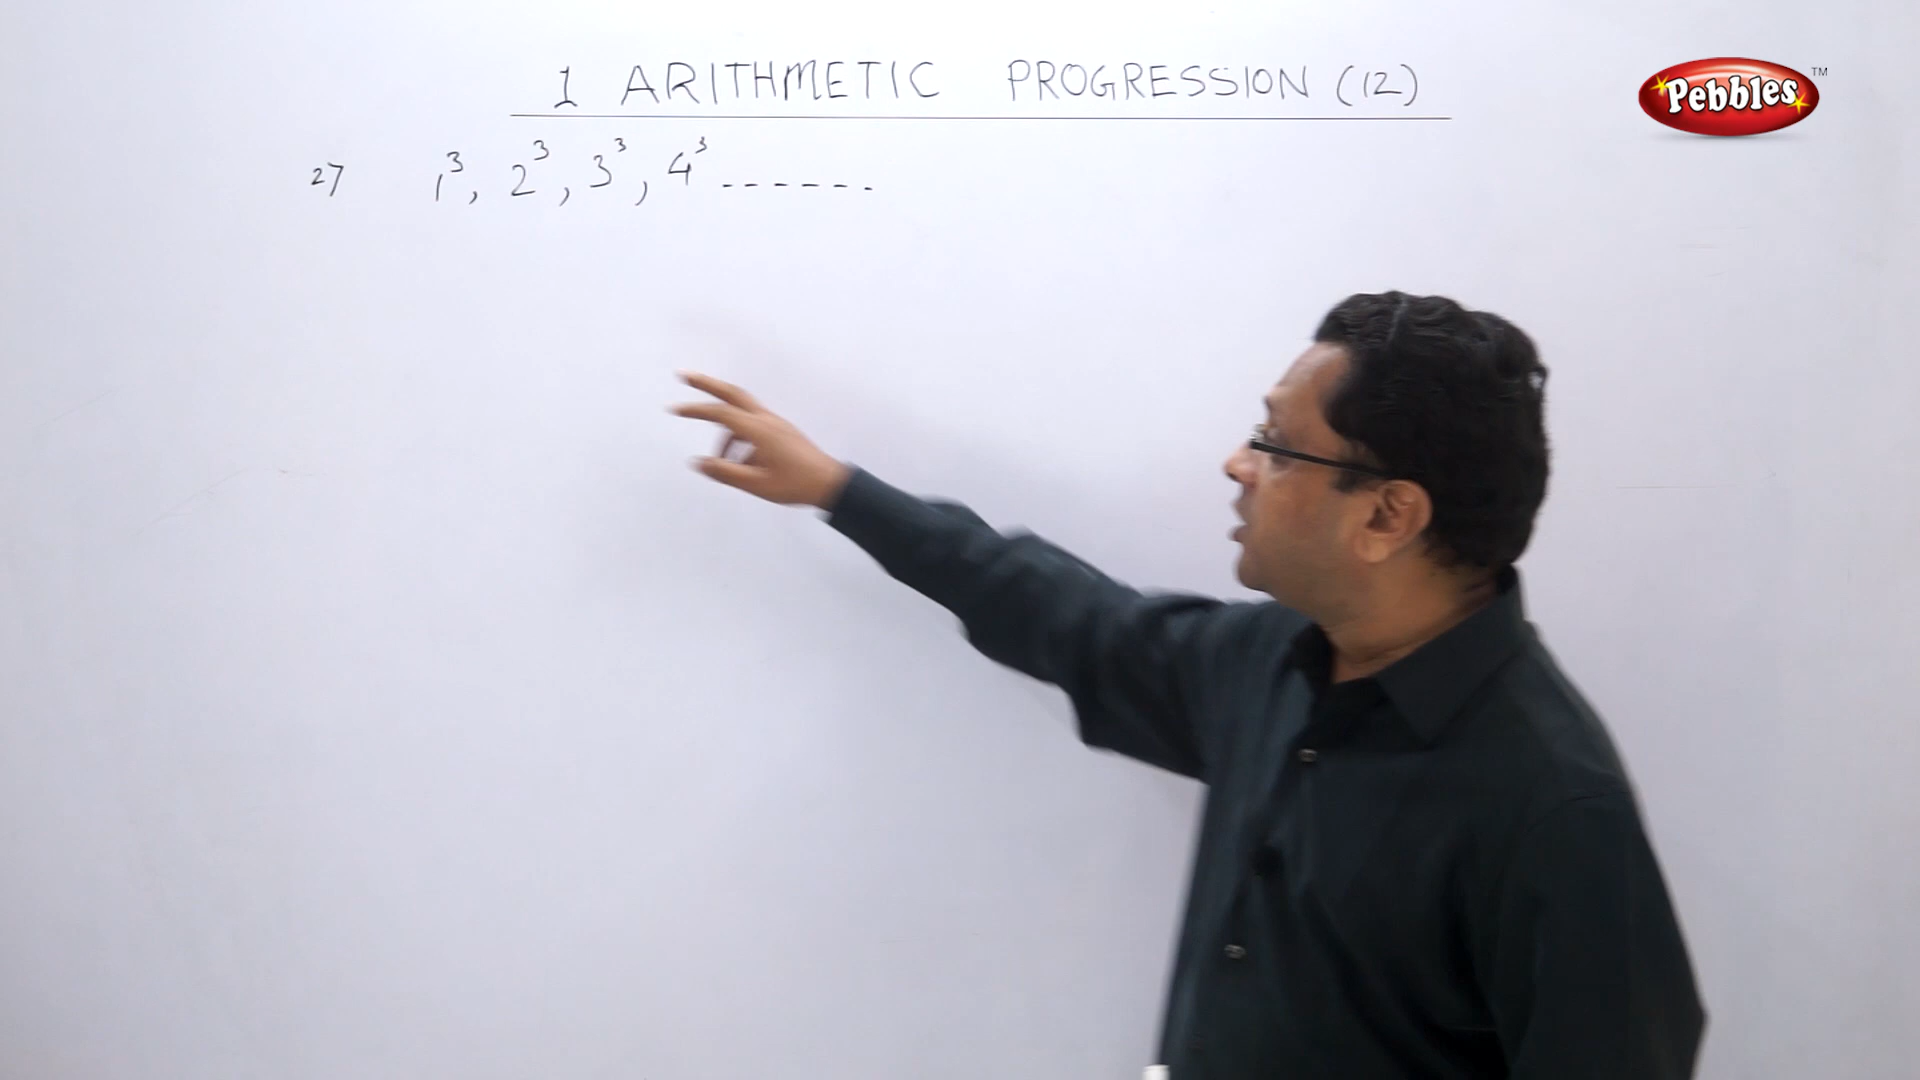 1 ARITHMETIC PROGRESSION (12)
Pebbles™
27 1³, 2³, 3³, 4³ ------